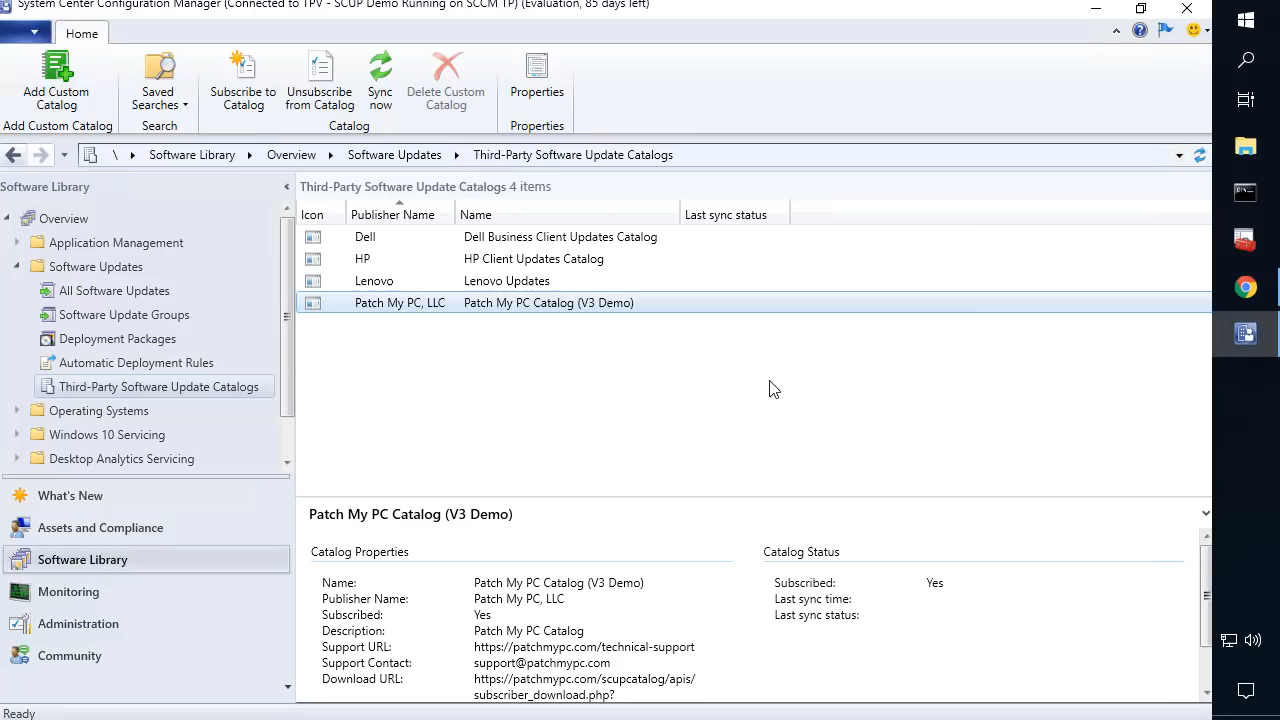 System Center Configuration Manager (Connected to TPV - SCUP Demo Running on SCCM TP) (Evaluation, 85 days left)
Home
Add Custom
Catalog
Saved
Searches
Subscribe to
Catalog
Unsubscribe
from Catalog
Sync
now
Delete Custom
Catalog
Properties
Add Custom Catalog
Search
Catalog
Properties
\ Software Library Overview Software Updates Third-Party Software Update Catalogs
Software Library
Overview
Application Management
Software Updates
All Software Updates
Software Update Groups
Deployment Packages
Automatic Deployment Rules
Third-Party Software Update Catalogs
Operating Systems
Windows 10 Servicing
Desktop Analytics Servicing
What's New
Assets and Compliance
Software Library
Monitoring
Administration
Community
Third-Party Software Update Catalogs 4 items
Icon Publisher Name Name Last sync status
Dell Dell Business Client Updates Catalog
HP HP Client Updates Catalog
Lenovo Lenovo Updates
Patch My PC, LLC Patch My PC Catalog (V3 Demo)
Patch My PC Catalog (V3 Demo)
Catalog Properties
Name: Patch My PC Catalog (V3 Demo)
Publisher Name: Patch My PC, LLC
Subscribed: Yes
Description: Patch My PC Catalog
Support URL: https://patchmypc.com/technical-support
Support Contact: support@patchmypc.com
Download URL: https://patchmypc.com/scupcatalog/apis/
subscriber_download.php?
Catalog Status
Subscribed: Yes
Last sync time:
Last sync status:
Ready